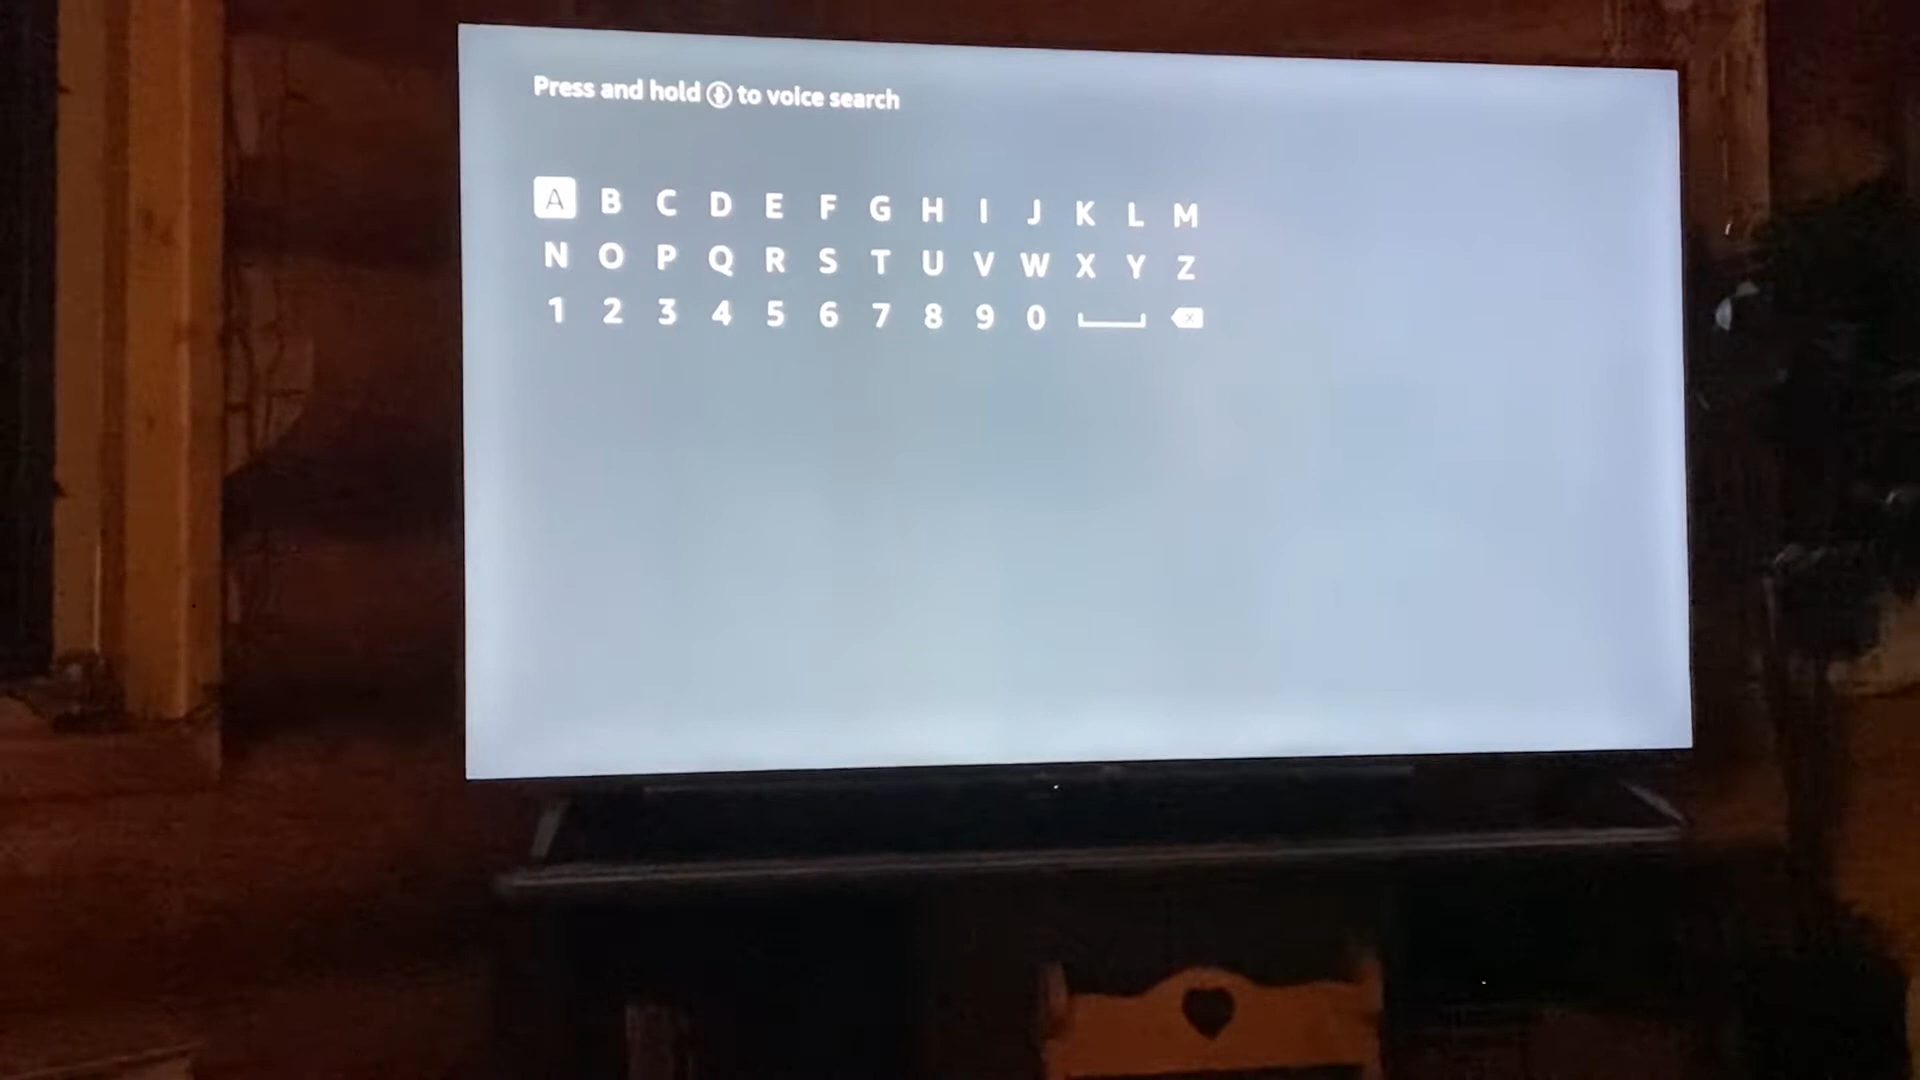 Press and hold to voice search
A B C D E F G H I J K L M
N O P Q R S T U V W X Y Z
1 2 3 4 5 6 7 8 9 0